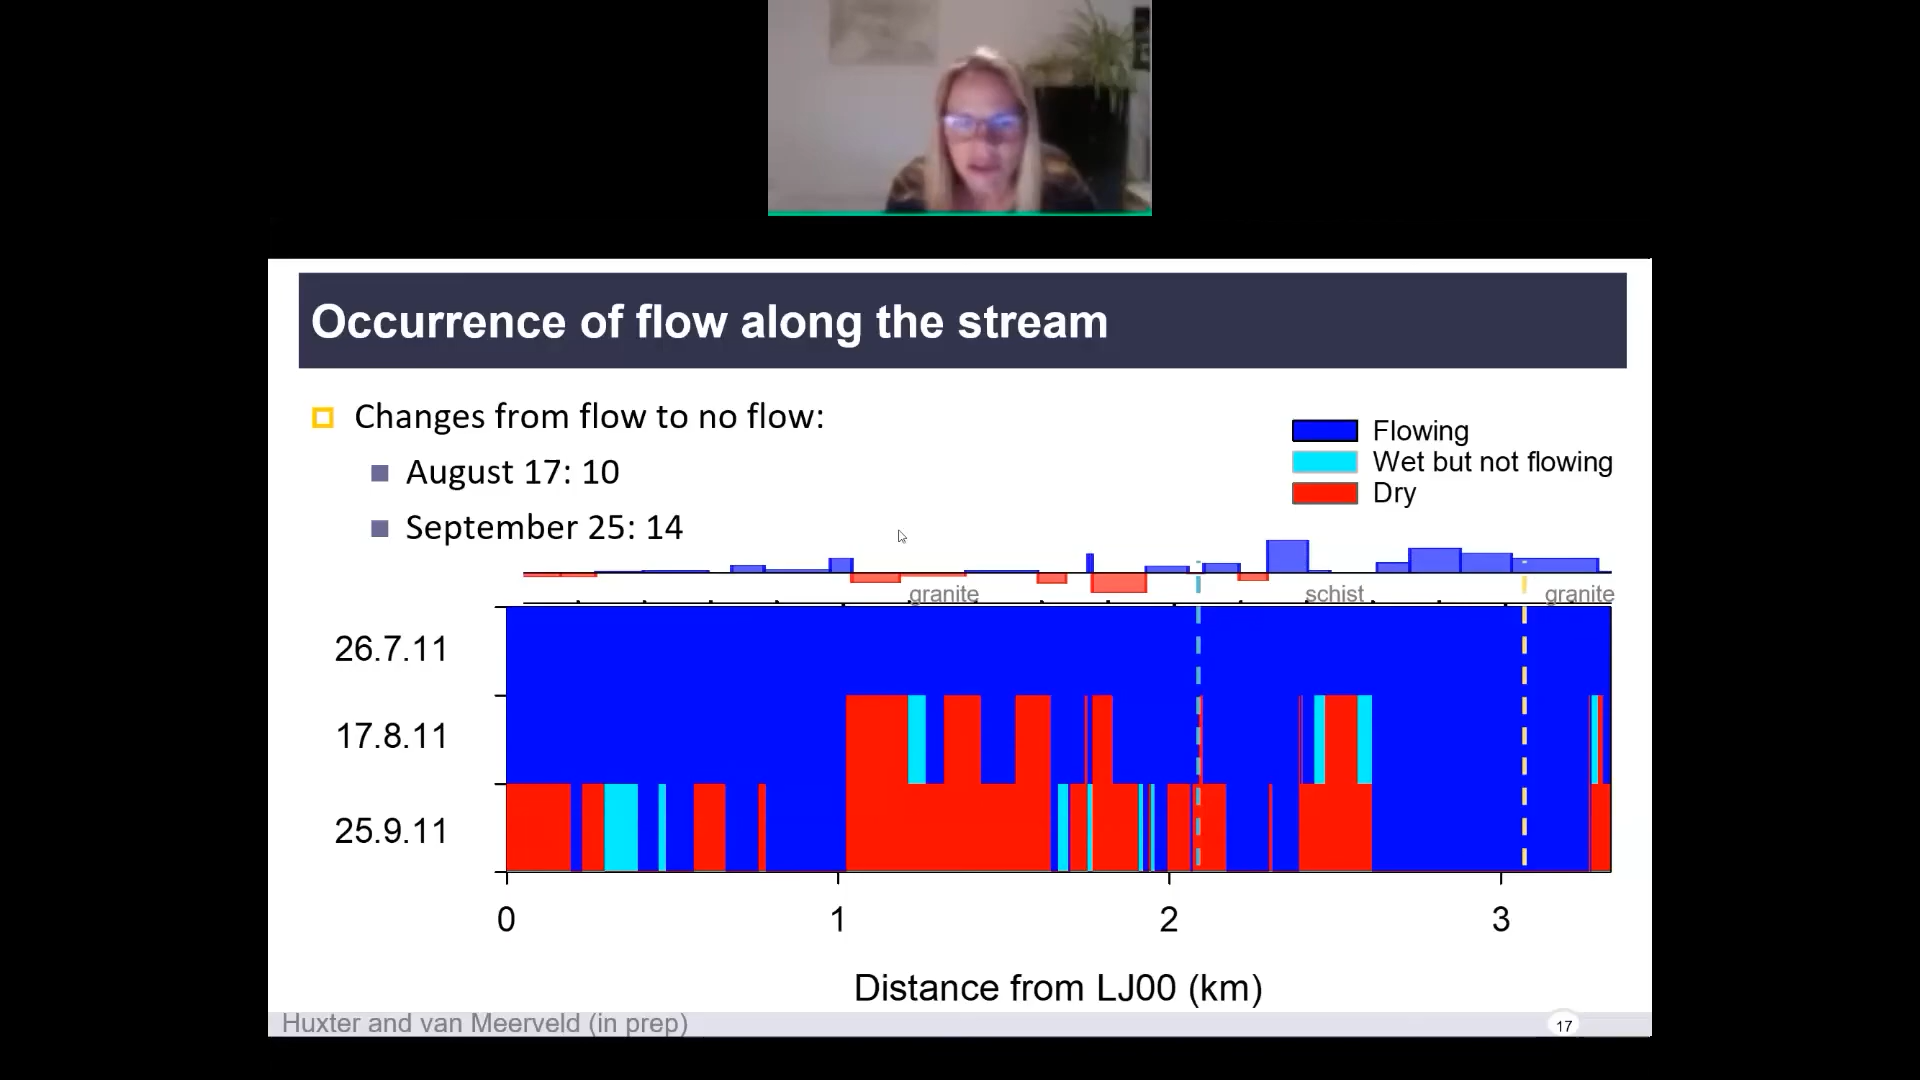 Occurrence of flow along the stream
Changes from flow to no flow:
August 17: 10
September 25: 14
Flowing
Wet but not flowing
Dry
granite
schist
granite
26.7.11
17.8.11
25.9.11
0 1 2 3
Distance from LJ00 (km)
Huxter and van Meerveld (in prep)
17